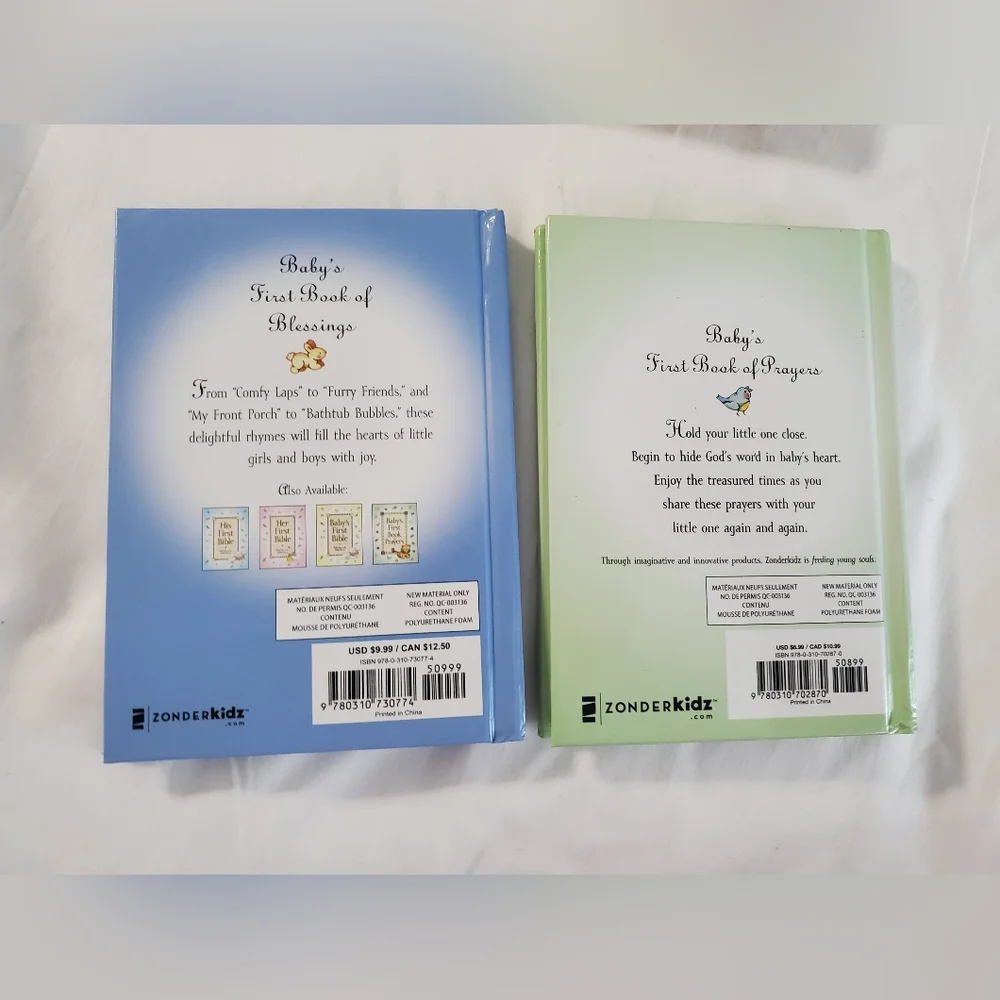 Baby's
First Book of
Blessings
From "Comfy Laps" to "Furry Friends," and
"My Front Porch" to "Bathtub Bubbles," these
delightful rhymes will fill the hearts of little
girls and boys with joy.
Also Available:
His
First
Bible
Her
First
Bible
Baby's
First
Bible
Baby's
First
Book
of
Prayers
MATÉRIAUX NEUFS SEULEMENT
NO. DE PERMIS QC-003136
CONTENU
MOUSSE DE POLYURÉTHANE
NEW MATERIAL ONLY
REG. NO. QC-003136
CONTENT
POLYURETHANE FOAM
USD $9.99 / CAN $12.50
ISBN 978-0-310-73077-4
50999
9 780310 730774
Printed in China
ZONDERkidz™
.com
Baby's
First Book of Prayers
Hold your little one close.
Begin to hide God's word in baby's heart.
Enjoy the treasured times as you
share these prayers with your
little one again and again.
Through imaginative and innovative products, Zonderkidz is feeding young souls.
MATÉRIAUX NEUFS SEULEMENT
NO. DE PERMIS QC-003136
CONTENU
MOUSSE DE POLYURÉTHANE
NEW MATERIAL ONLY
REG. NO. QC-003136
CONTENT
POLYURETHANE FOAM
USD $8.99 / CAD $10.99
ISBN 978-0-310-70287-0
50899
9 780310 702870
Printed in China
ZONDERkidz™
.com